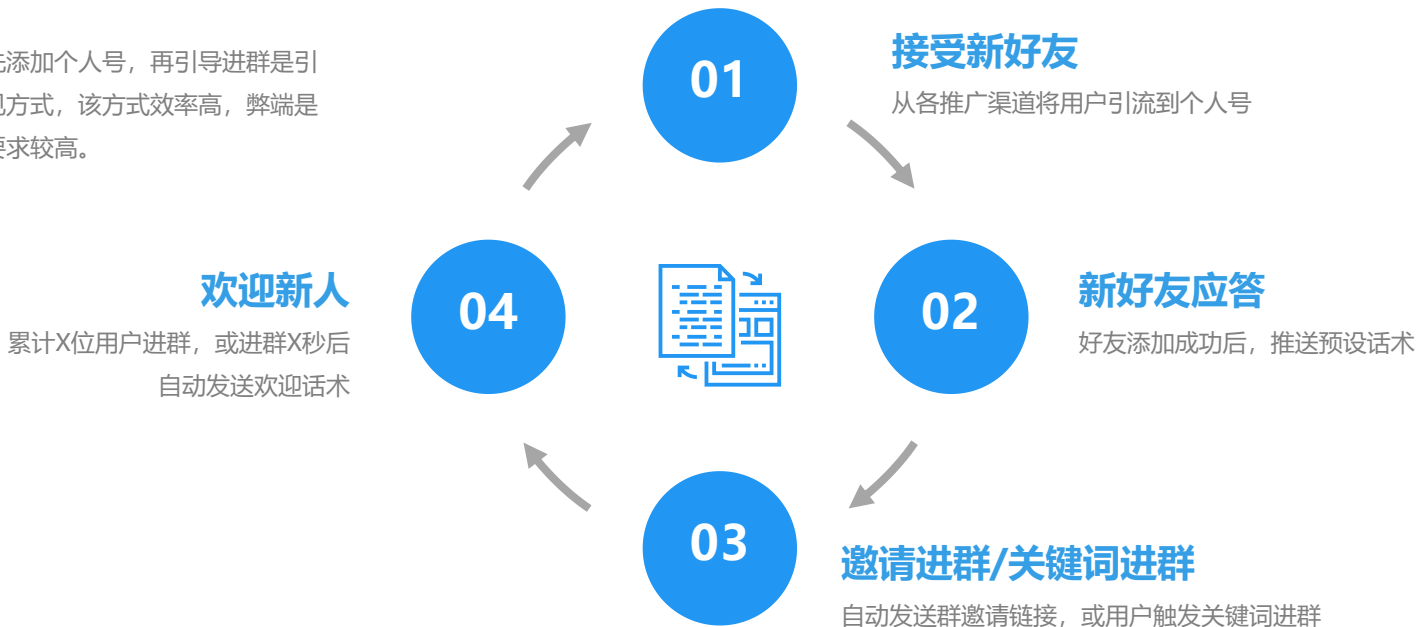 添加个人号，再引导进群是引
方式，该方式效率高，弊端是
求较高。
01
接受新好友
从各推广渠道将用户引流到个人号
02
新好友应答
好友添加成功后，推送预设话术
03
邀请进群/关键词进群
自动发送群邀请链接，或用户触发关键词进群
04
欢迎新人
累计X位用户进群，或进群X秒后
自动发送欢迎话术